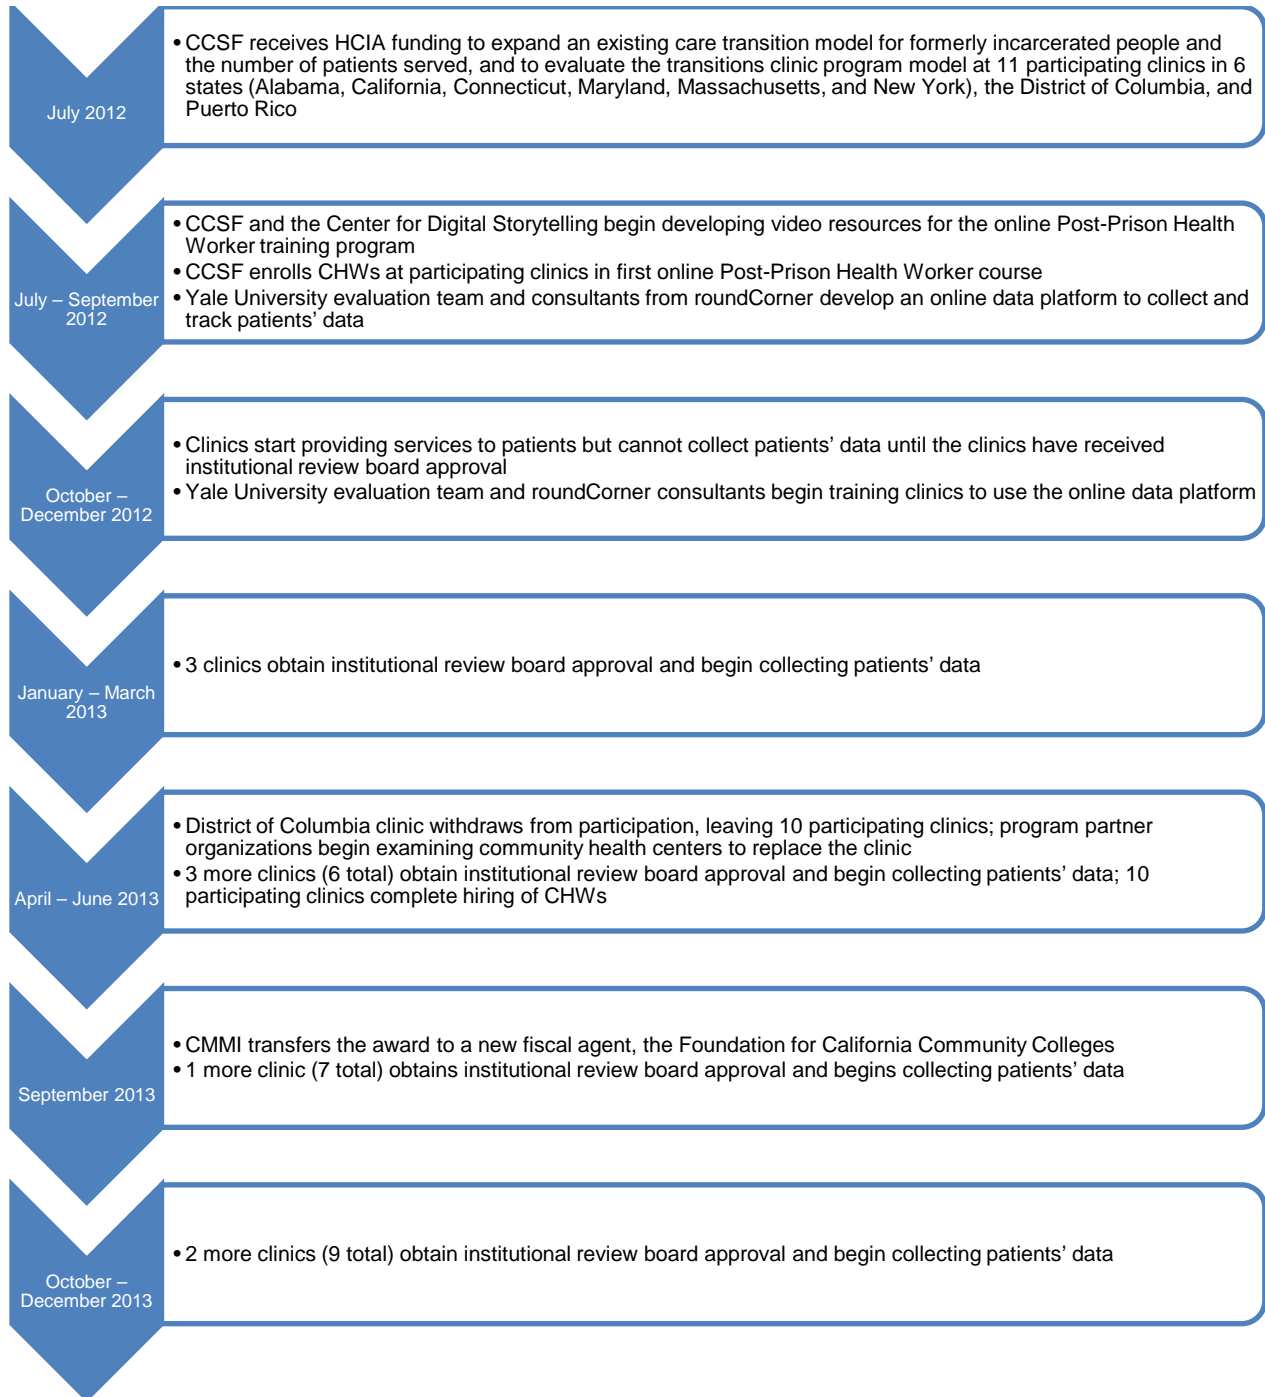 July 2012
• CCSF receives HCIA funding to expand an existing care transition model for formerly incarcerated people and
the number of patients served, and to evaluate the transitions clinic program model at 11 participating clinics in 6
states (Alabama, California, Connecticut, Maryland, Massachusetts, and New York), the District of Columbia, and
Puerto Rico
July – September
2012
• CCSF and the Center for Digital Storytelling begin developing video resources for the online Post-Prison Health
Worker training program
• CCSF enrolls CHWs at participating clinics in first online Post-Prison Health Worker course
• Yale University evaluation team and consultants from roundCorner develop an online data platform to collect and
track patients’ data
October –
December 2012
• Clinics start providing services to patients but cannot collect patients’ data until the clinics have received
institutional review board approval
• Yale University evaluation team and roundCorner consultants begin training clinics to use the online data platform
January – March
2013
• 3 clinics obtain institutional review board approval and begin collecting patients’ data
April – June 2013
• District of Columbia clinic withdraws from participation, leaving 10 participating clinics; program partner
organizations begin examining community health centers to replace the clinic
• 3 more clinics (6 total) obtain institutional review board approval and begin collecting patients’ data; 10
participating clinics complete hiring of CHWs
September 2013
• CMMI transfers the award to a new fiscal agent, the Foundation for California Community Colleges
• 1 more clinic (7 total) obtains institutional review board approval and begins collecting patients’ data
October –
December 2013
• 2 more clinics (9 total) obtain institutional review board approval and begin collecting patients’ data